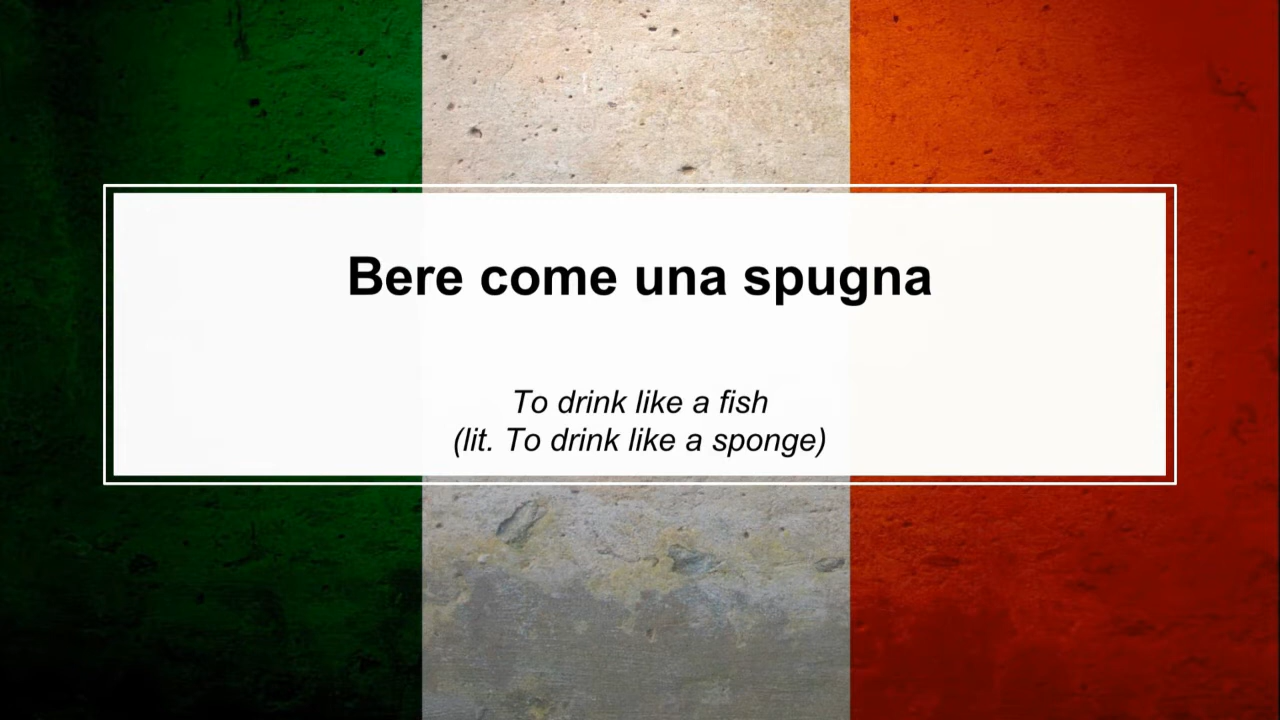 Bere come una spugna
To drink like a fish
(lit. To drink like a sponge)